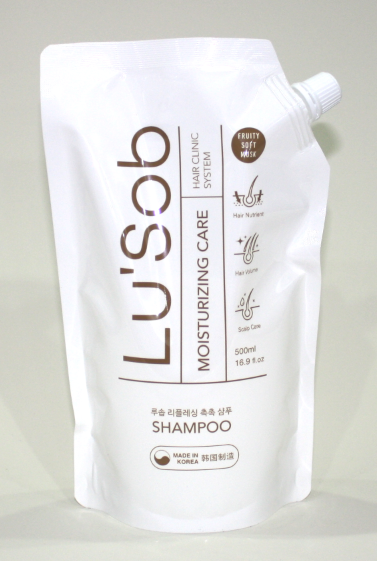 Lu'Sob
MOISTURIZING CARE
HAIR CLINIC
SYSTEM
FRUITY
SOFT
MUSK
Hair Nutrient
Hair Volume
Scalp Care
500ml
16.9 fl.oz
루솝 리플레싱 촉촉 샴푸
SHAMPOO
MADE IN
KOREA
韩国制造